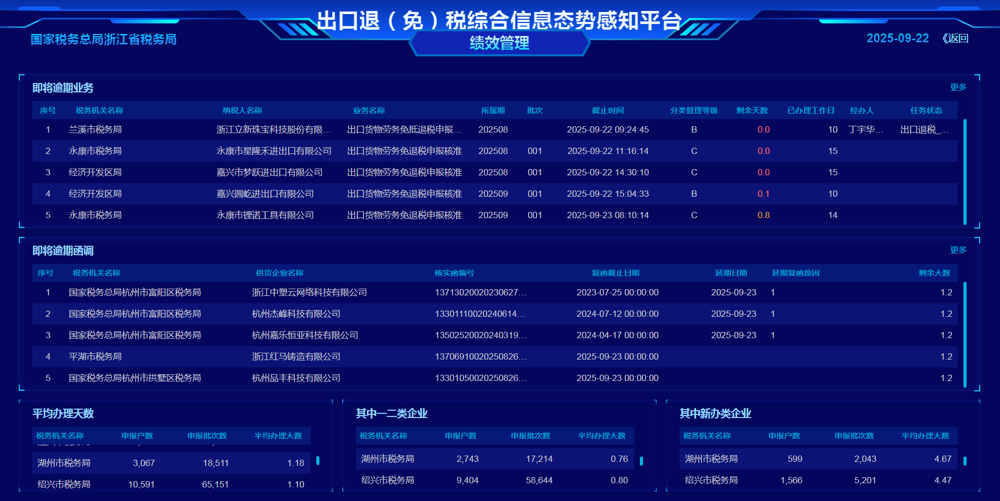 出口退（免）税综合信息态势感知平台
国家税务总局浙江省税务局
绩效管理
2025-09-22 《返回
即将逾期业务 更多
序号 税务机关名称 纳税人名称 业务名称 所属期 批次 截止时间 分类管理等级 剩余天数 已办理工作日 经办人 任务状态
1 兰溪市税务局 浙江立新珠宝科技股份有限... 出口货物劳务免抵退税申报... 202508 2025-09-22 09:24:45 B 0.0 10 丁宇华... 出口退税_...
2 永康市税务局 永康市星隆禾进出口有限公司 出口货物劳务免退税申报核准 202508 001 2025-09-22 11:16:14 C 0.0 15
3 经济开发区局 嘉兴市梦跃进出口有限公司 出口货物劳务免退税申报核准 202508 001 2025-09-22 14:30:10 C 0.0 15
4 经济开发区局 嘉兴圆屹进出口有限公司 出口货物劳务免退税申报核准 202509 001 2025-09-22 15:04:33 B 0.1 10
5 永康市税务局 永康市锂诺工具有限公司 出口货物劳务免退税申报核准 202509 001 2025-09-23 08:10:14 C 0.8 14
即将逾期函调 更多
序号 税务机关名称 供货企业名称 核实函编号 复函截止日期 延期日期 延期复函原因 剩余天数
1 国家税务总局杭州市富阳区税务局 浙江中塑云网络科技有限公司 13713020020230627... 2023-07-25 00:00:00 2025-09-23 1 1.2
2 国家税务总局杭州市富阳区税务局 杭州杰峰科技有限公司 13301110020240614... 2024-07-12 00:00:00 2025-09-23 1 1.2
3 国家税务总局杭州市富阳区税务局 杭州嘉乐恒亚科技有限公司 13502520020240319... 2024-04-17 00:00:00 2025-09-23 1 1.2
4 平湖市税务局 浙江红马铸造有限公司 13706910020250826... 2025-09-23 00:00:00 1.2
5 国家税务总局杭州市拱墅区税务局 杭州品丰科技有限公司 13301050020250826... 2025-09-23 00:00:00 1.2
平均办理天数
税务机关名称 申报户数 申报批次数 平均办理天数
湖州市税务局 3,067 18,511 1.18
绍兴市税务局 10,591 65,151 1.10
其中一二类企业
税务机关名称 申报户数 申报批次数 平均办理天数
湖州市税务局 2,743 17,214 0.76
绍兴市税务局 9,404 58,644 0.80
其中新办类企业
税务机关名称 申报户数 申报批次数 平均办理天数
湖州市税务局 599 2,043 4.67
绍兴市税务局 1,566 5,201 4.47